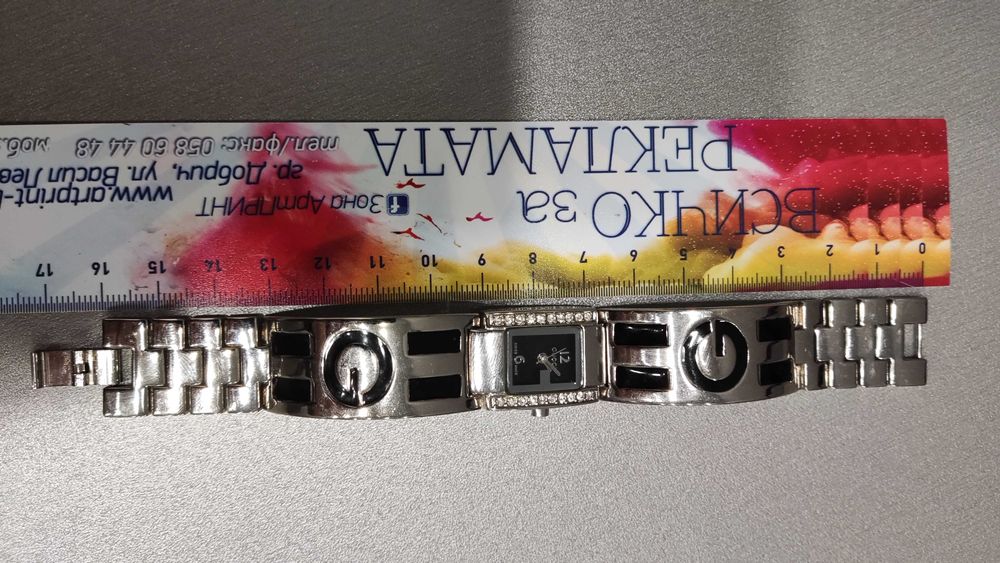 ВСИЧКО за
РЕКЛАМАТА
f Зона АртПРИНТ
www.artprint-
гр. Добрич, ул. Васил Лев
тел./факс: 058 60 44 48
моб.
0 1 2 3 4 5 6 7 8 9 10 11 12 13 14 15 16 17
12
6
G
G